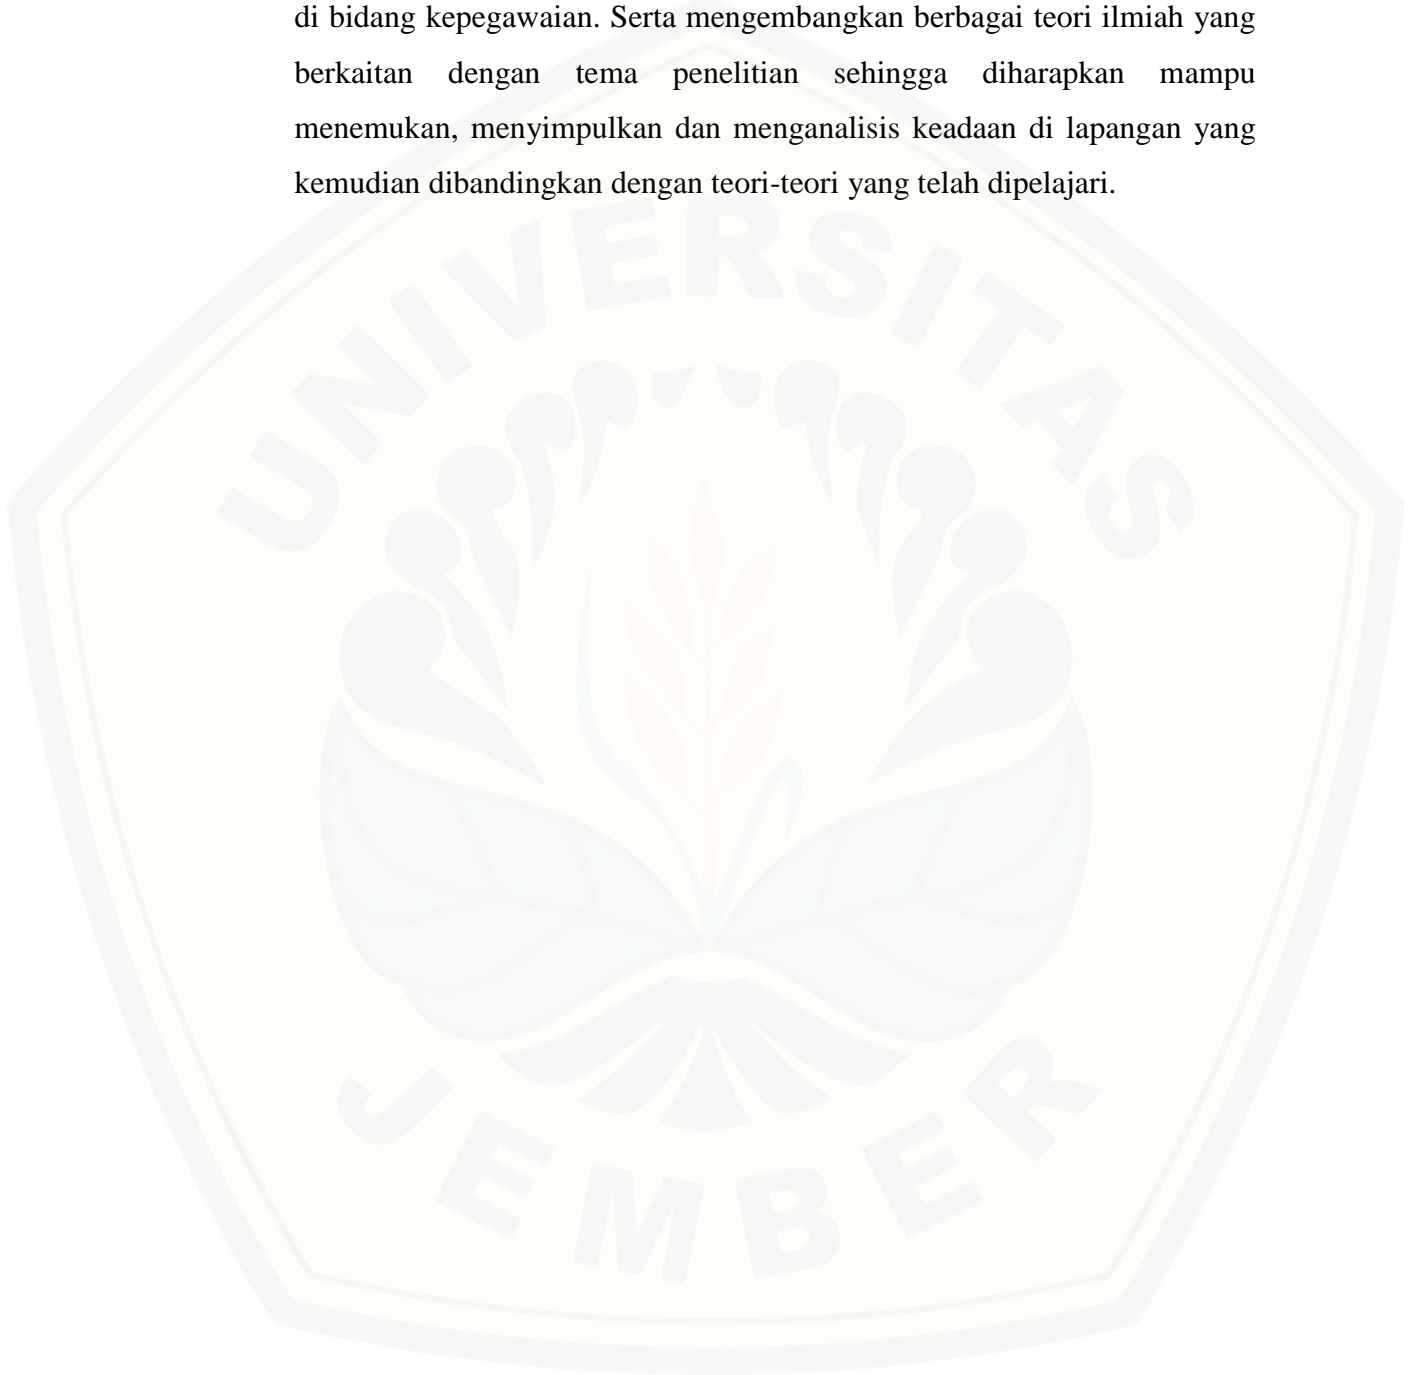 di bidang kepegawaian. Serta mengembangkan berbagai teori ilmiah yang
berkaitan dengan tema penelitian sehingga diharapkan mampu
menemukan, menyimpulkan dan menganalisis keadaan di lapangan yang
kemudian dibandingkan dengan teori-teori yang telah dipelajari.
UNIVERSITAS
JEMBER